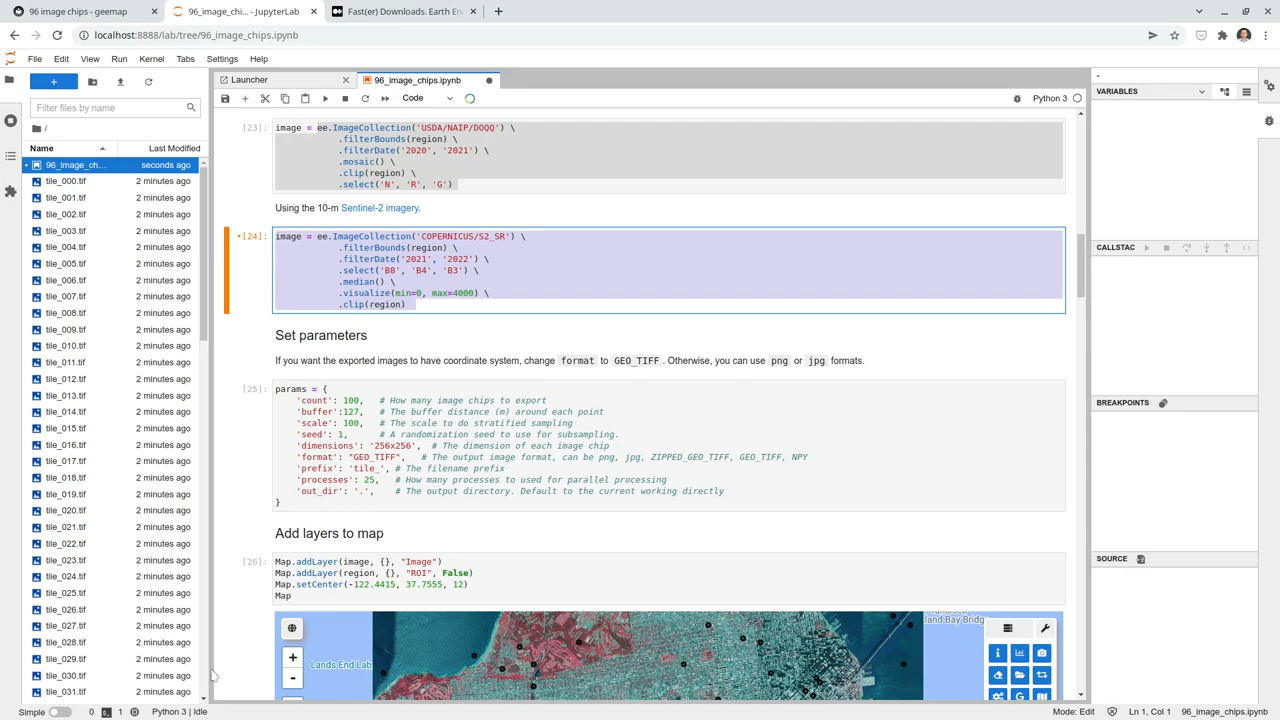 96 image chips - geemap
96_image_chi... - JupyterLab
Fast(er) Downloads. Earth En
localhost:8888/lab/tree/96_image_chips.ipynb
File Edit View Run Kernel Tabs Settings Help
Launcher
96_image_chips.ipynb
Filter files by name
Code
Python 3
/
Name
Last Modified
96_image_ch... seconds ago
tile_000.tif 2 minutes ago
tile_001.tif 2 minutes ago
tile_002.tif 2 minutes ago
tile_003.tif 2 minutes ago
tile_004.tif 2 minutes ago
tile_005.tif 2 minutes ago
tile_006.tif 2 minutes ago
tile_007.tif 2 minutes ago
tile_008.tif 2 minutes ago
tile_009.tif 2 minutes ago
tile_010.tif 2 minutes ago
tile_011.tif 2 minutes ago
tile_012.tif 2 minutes ago
tile_013.tif 2 minutes ago
tile_014.tif 2 minutes ago
tile_015.tif 2 minutes ago
tile_016.tif 2 minutes ago
tile_017.tif 2 minutes ago
tile_018.tif 2 minutes ago
tile_019.tif 2 minutes ago
tile_020.tif 2 minutes ago
tile_021.tif 2 minutes ago
tile_022.tif 2 minutes ago
tile_023.tif 2 minutes ago
tile_024.tif 2 minutes ago
tile_025.tif 2 minutes ago
tile_026.tif 2 minutes ago
tile_027.tif 2 minutes ago
tile_028.tif 2 minutes ago
tile_029.tif 2 minutes ago
tile_030.tif 2 minutes ago
tile_031.tif 2 minutes ago
[23]: image = ee.ImageCollection('USDA/NAIP/DOQQ') \
.filterBounds(region) \
.filterDate('2020', '2021') \
.mosaic() \
.clip(region) \
.select('N', 'R', 'G')
Using the 10-m Sentinel-2 imagery.
[24]: image = ee.ImageCollection('COPERNICUS/S2_SR') \
.filterBounds(region) \
.filterDate('2021', '2022') \
.select('B8', 'B4', 'B3') \
.median() \
.visualize(min=0, max=4000) \
.clip(region)
Set parameters
If you want the exported images to have coordinate system, change format to GEO_TIFF. Otherwise, you can use png or jpg formats.
[25]: params = {
'count': 100, # How many image chips to export
'buffer':127, # The buffer distance (m) around each point
'scale': 100, # The scale to do stratified sampling
'seed': 1, # A randomization seed to use for subsampling.
'dimensions': '256x256', # The dimension of each image chip
'format': "GEO_TIFF", # The output image format, can be png, jpg, ZIPPED_GEO_TIFF, GEO_TIFF, NPY
'prefix': 'tile_', # The filename prefix
'processes': 25, # How many processes to used for parallel processing
'out_dir': '.', # The output directory. Default to the current working directly
}
Add layers to map
[26]: Map.addLayer(image, {}, "Image")
Map.addLayer(region, {}, "ROI", False)
Map.setCenter(-122.4415, 37.7555, 12)
Map
Lands End Lab
land Bay Bridg
+
-
VARIABLES
CALLSTAC
BREAKPOINTS
SOURCE
Simple 0 1 Python 3 | Idle Mode: Edit Ln 1, Col 1 96_image_chips.ipynb